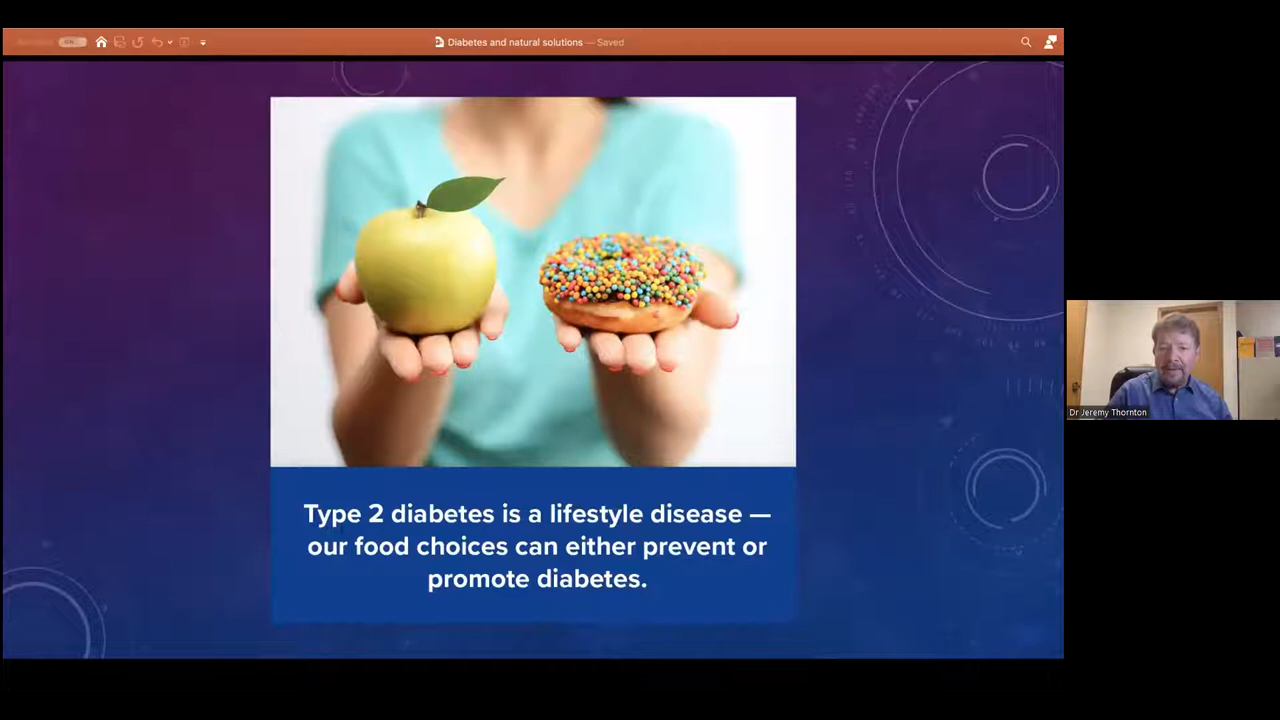 Diabetes and natural solutions — Saved
Type 2 diabetes is a lifestyle disease —
our food choices can either prevent or
promote diabetes.
Dr Jeremy Thornton